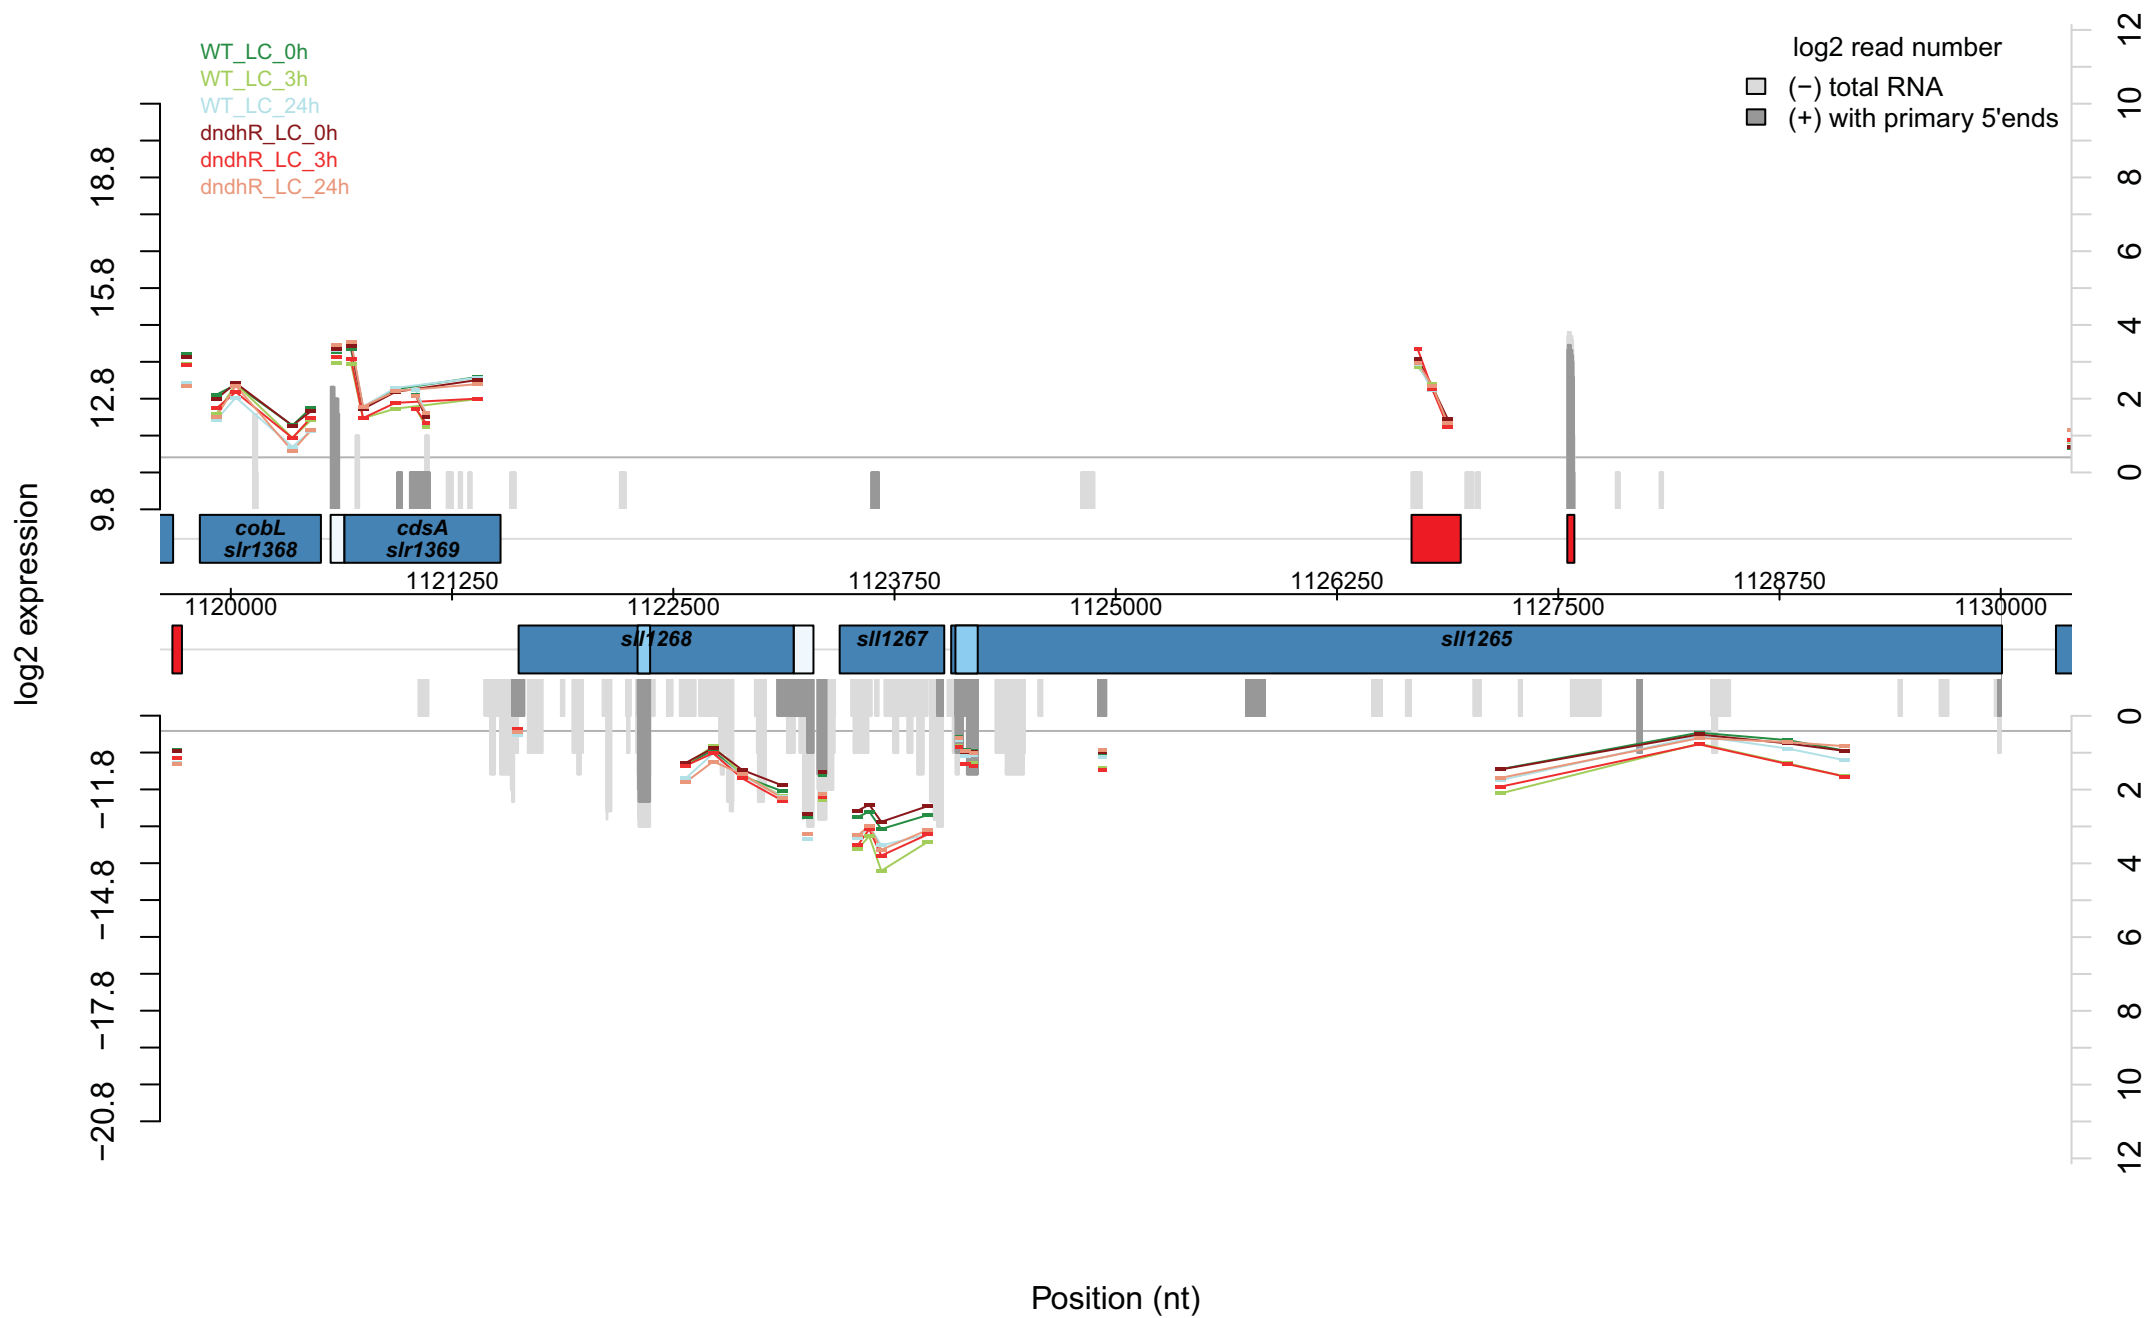 WT_LC_0h
WT_LC_3h
WT_LC_24h
dndhR_LC_0h
dndhR_LC_3h
dndhR_LC_24h
log2 read number
(−) total RNA
(+) with primary 5'ends
18.8
15.8
12.8
9.8
12
10
8
6
4
2
0
cobL
slr1368
cdsA
slr1369
1121250
1123750
1126250
1128750
1120000
1122500
1125000
1127500
1130000
sll1268
sll1267
sll1265
log2 expression
−11.8
−14.8
−17.8
−20.8
0
2
4
6
8
10
12
Position (nt)